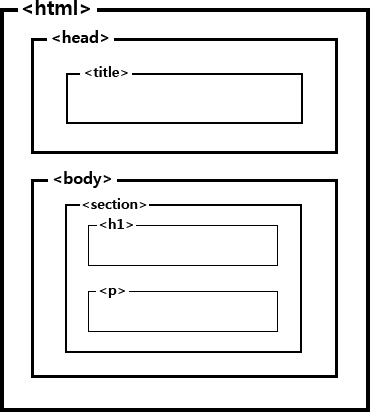 <html>
<head>
<title>
<body>
<section>
<h1>
<p>